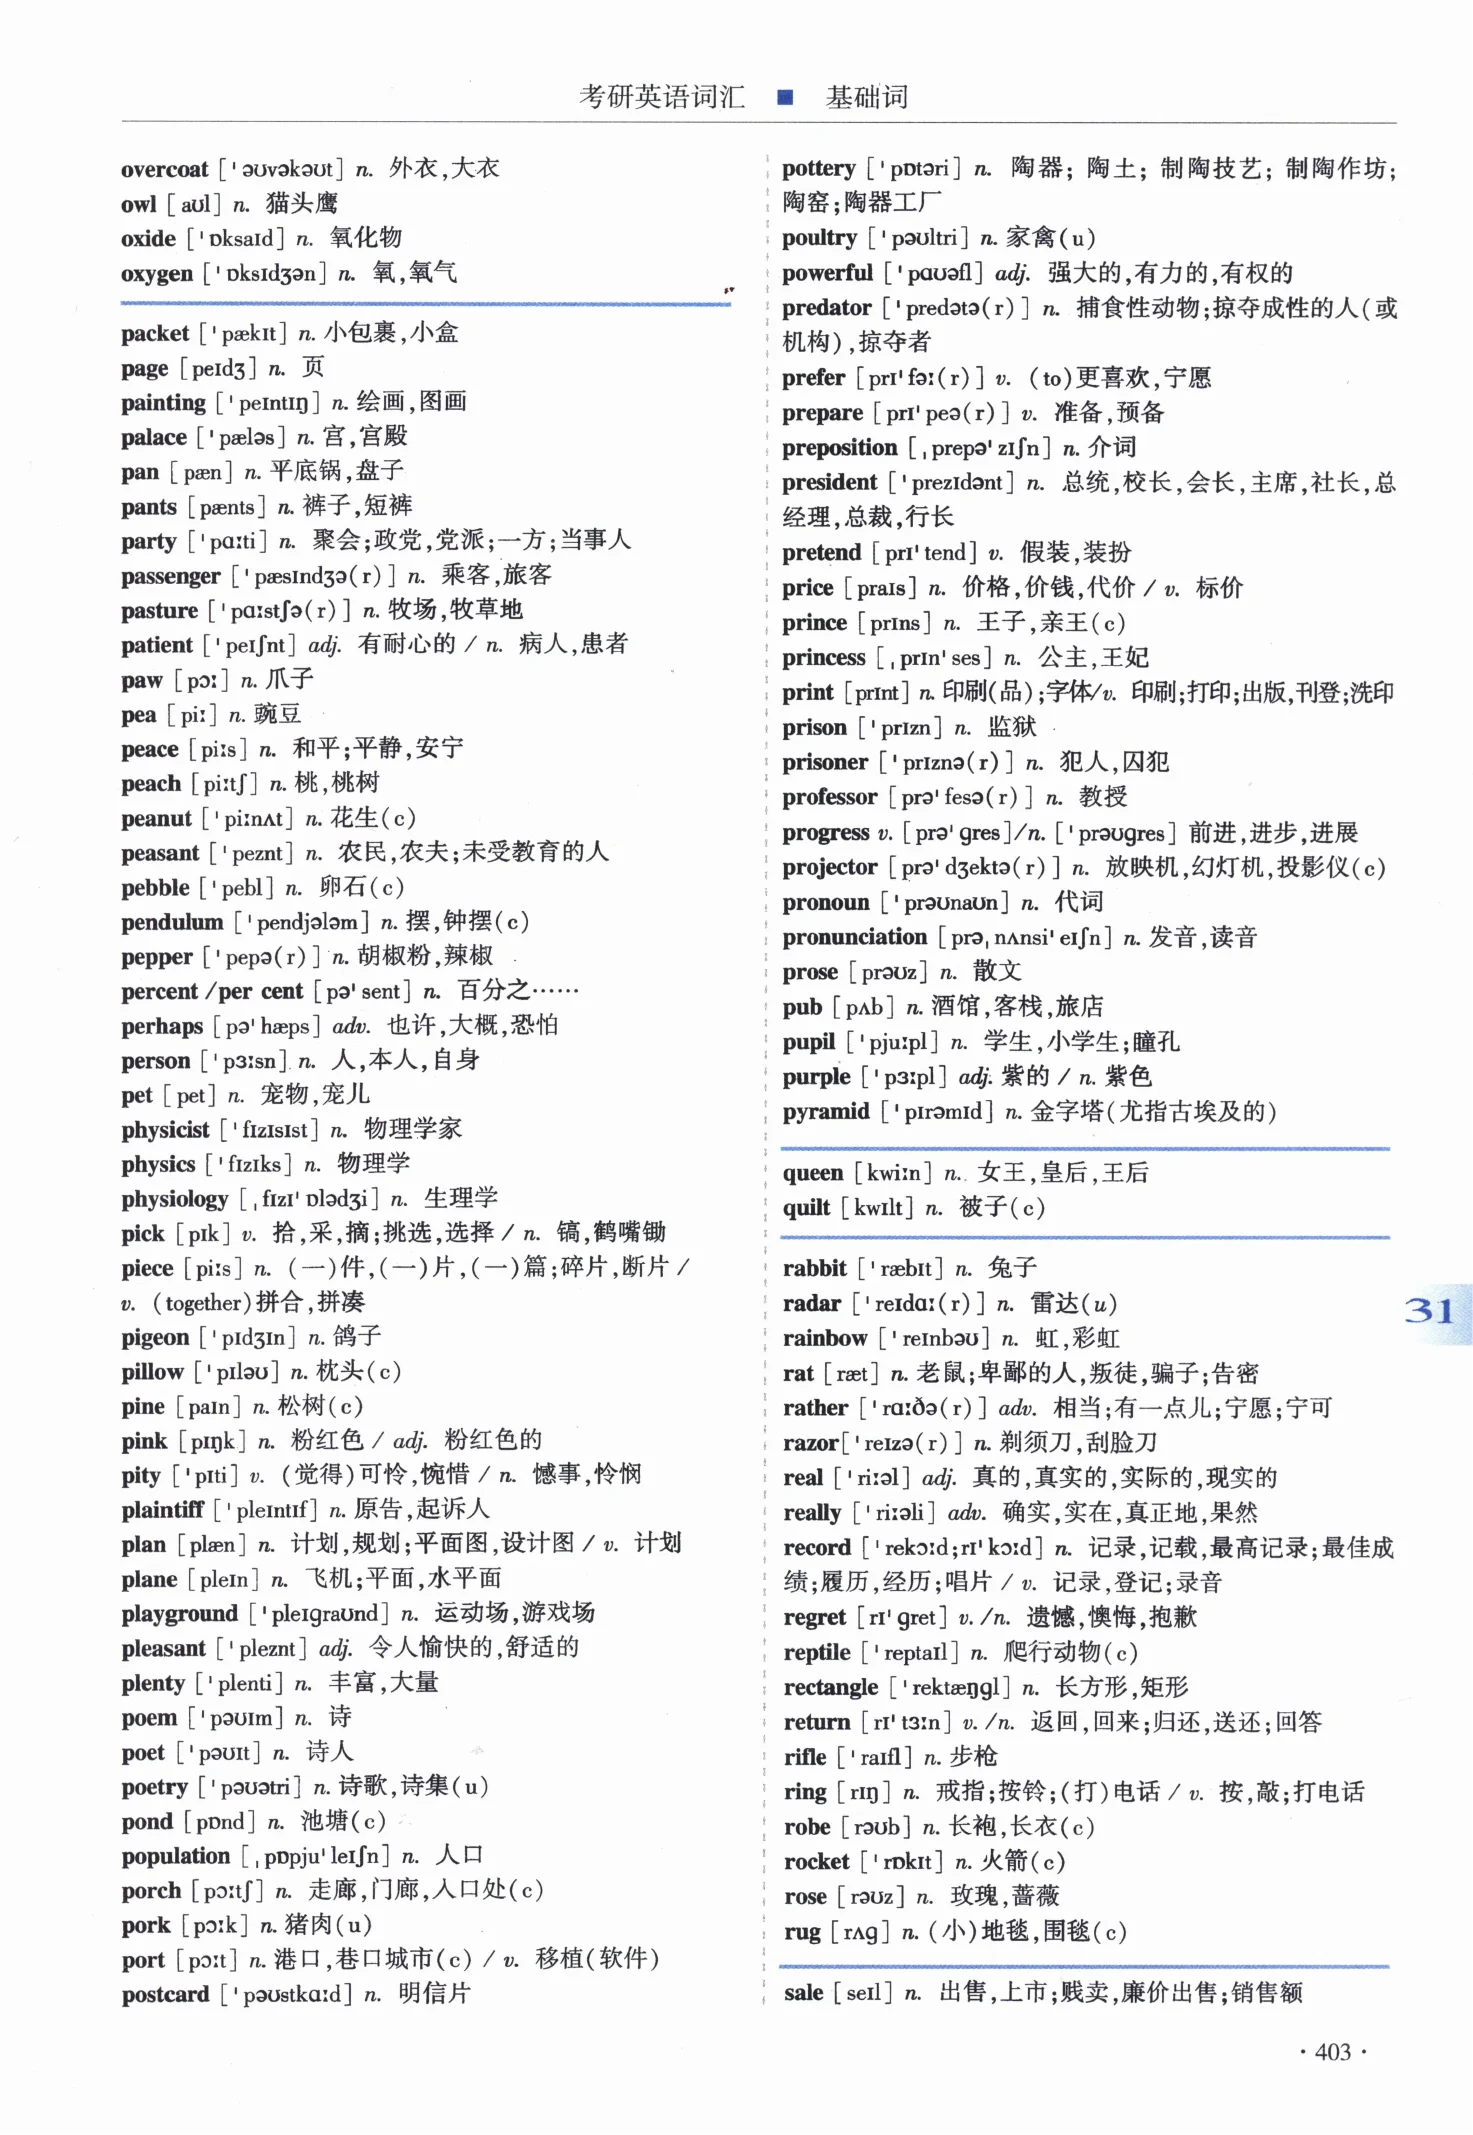 考研英语词汇 ■ 基础词
overcoat [ˈəʊvəkəʊt] n. 外衣,大衣
owl [aʊl] n. 猫头鹰
oxide [ˈɒksaɪd] n. 氧化物
oxygen [ˈɒksɪdʒən] n. 氧,氧气
packet [ˈpækɪt] n. 小包裹,小盒
page [peɪdʒ] n. 页
painting [ˈpeɪntɪŋ] n. 绘画,图画
palace [ˈpæləs] n. 宫,宫殿
pan [pæn] n. 平底锅,盘子
pants [pænts] n. 裤子,短裤
party [ˈpɑːti] n. 聚会;政党,党派;一方;当事人
passenger [ˈpæsɪndʒə(r)] n. 乘客,旅客
pasture [ˈpɑːstʃə(r)] n. 牧场,牧草地
patient [ˈpeɪʃnt] adj. 有耐心的 / n. 病人,患者
paw [pɔː] n. 爪子
pea [piː] n. 豌豆
peace [piːs] n. 和平;平静,安宁
peach [piːtʃ] n. 桃,桃树
peanut [ˈpiːnʌt] n. 花生(c)
peasant [ˈpeznt] n. 农民,农夫;未受教育的人
pebble [ˈpebl] n. 卵石(c)
pendulum [ˈpendjələm] n. 摆,钟摆(c)
pepper [ˈpepə(r)] n. 胡椒粉,辣椒
percent /per cent [pəˈsent] n. 百分之……
perhaps [pəˈhæps] adv. 也许,大概,恐怕
person [ˈpɜːsn] n. 人,本人,自身
pet [pet] n. 宠物,宠儿
physicist [ˈfɪzɪsɪst] n. 物理学家
physics [ˈfɪzɪks] n. 物理学
physiology [ˌfɪzɪˈɒlədʒi] n. 生理学
pick [pɪk] v. 拾,采,摘;挑选,选择 / n. 镐,鹤嘴锄
piece [piːs] n. (一)件,(一)片,(一)篇;碎片,断片 /
v. (together)拼合,拼凑
pigeon [ˈpɪdʒɪn] n. 鸽子
pillow [ˈpɪləʊ] n. 枕头(c)
pine [paɪn] n. 松树(c)
pink [pɪŋk] n. 粉红色 / adj. 粉红色的
pity [ˈpɪti] v. (觉得)可怜,惋惜 / n. 憾事,怜悯
plaintiff [ˈpleɪntɪf] n. 原告,起诉人
plan [plæn] n. 计划,规划;平面图,设计图 / v. 计划
plane [pleɪn] n. 飞机;平面,水平面
playground [ˈpleɪɡraʊnd] n. 运动场,游戏场
pleasant [ˈpleznt] adj. 令人愉快的,舒适的
plenty [ˈplenti] n. 丰富,大量
poem [ˈpəʊɪm] n. 诗
poet [ˈpəʊɪt] n. 诗人
poetry [ˈpəʊətri] n. 诗歌,诗集(u)
pond [pɒnd] n. 池塘(c)
population [ˌpɒpjuˈleɪʃn] n. 人口
porch [pɔːtʃ] n. 走廊,门廊,入口处(c)
pork [pɔːk] n. 猪肉(u)
port [pɔːt] n. 港口,巷口城市(c) / v. 移植(软件)
postcard [ˈpəʊstkɑːd] n. 明信片
pottery [ˈpɒtəri] n. 陶器; 陶土; 制陶技艺; 制陶作坊;
陶窑;陶器工厂
poultry [ˈpəʊltri] n. 家禽(u)
powerful [ˈpaʊəfl] adj. 强大的,有力的,有权的
predator [ˈpredətə(r)] n. 捕食性动物;掠夺成性的人(或
机构),掠夺者
prefer [prɪˈfəː(r)] v. (to)更喜欢,宁愿
prepare [prɪˈpeə(r)] v. 准备,预备
preposition [ˌprepəˈzɪʃn] n. 介词
president [ˈprezɪdənt] n. 总统,校长,会长,主席,社长,总
经理,总裁,行长
pretend [prɪˈtend] v. 假装,装扮
price [praɪs] n. 价格,价钱,代价 / v. 标价
prince [prɪns] n. 王子,亲王(c)
princess [ˌprɪnˈses] n. 公主,王妃
print [prɪnt] n. 印刷(品);字体/v. 印刷;打印;出版,刊登;洗印
prison [ˈprɪzn] n. 监狱
prisoner [ˈprɪznə(r)] n. 犯人,囚犯
professor [prəˈfesə(r)] n. 教授
progress v. [prəˈɡres]/n. [ˈprəʊɡres] 前进,进步,进展
projector [prəˈdʒektə(r)] n. 放映机,幻灯机,投影仪(c)
pronoun [ˈprəʊnaʊn] n. 代词
pronunciation [prəˌnʌnsiˈeɪʃn] n. 发音,读音
prose [prəʊz] n. 散文
pub [pʌb] n. 酒馆,客栈,旅店
pupil [ˈpjuːpl] n. 学生,小学生;瞳孔
purple [ˈpɜːpl] adj. 紫的 / n. 紫色
pyramid [ˈpɪrəmɪd] n. 金字塔(尤指古埃及的)
queen [kwiːn] n. 女王,皇后,王后
quilt [kwɪlt] n. 被子(c)
rabbit [ˈræbɪt] n. 兔子
radar [ˈreɪdɑː(r)] n. 雷达(u)
rainbow [ˈreɪnbəʊ] n. 虹,彩虹
rat [ræt] n. 老鼠;卑鄙的人,叛徒,骗子;告密
rather [ˈrɑːðə(r)] adv. 相当;有一点儿;宁愿;宁可
razor[ˈreɪzə(r)] n. 剃须刀,刮脸刀
real [ˈriːəl] adj. 真的,真实的,实际的,现实的
really [ˈriːəli] adv. 确实,实在,真正地,果然
record [ˈrekɔːd;rɪˈkɔːd] n. 记录,记载,最高记录;最佳成
绩;履历,经历;唱片 / v. 记录,登记;录音
regret [rɪˈɡret] v. /n. 遗憾,懊悔,抱歉
reptile [ˈreptaɪl] n. 爬行动物(c)
rectangle [ˈrektæŋɡl] n. 长方形,矩形
return [rɪˈtɜːn] v. /n. 返回,回来;归还,送还;回答
rifle [ˈraɪfl] n. 步枪
ring [rɪŋ] n. 戒指;按铃;(打)电话 / v. 按,敲;打电话
robe [rəʊb] n. 长袍,长衣(c)
rocket [ˈrɒkɪt] n. 火箭(c)
rose [rəʊz] n. 玫瑰,蔷薇
rug [rʌɡ] n. (小)地毯,围毯(c)
sale [seɪl] n. 出售,上市;贱卖,廉价出售;销售额
31
·403·